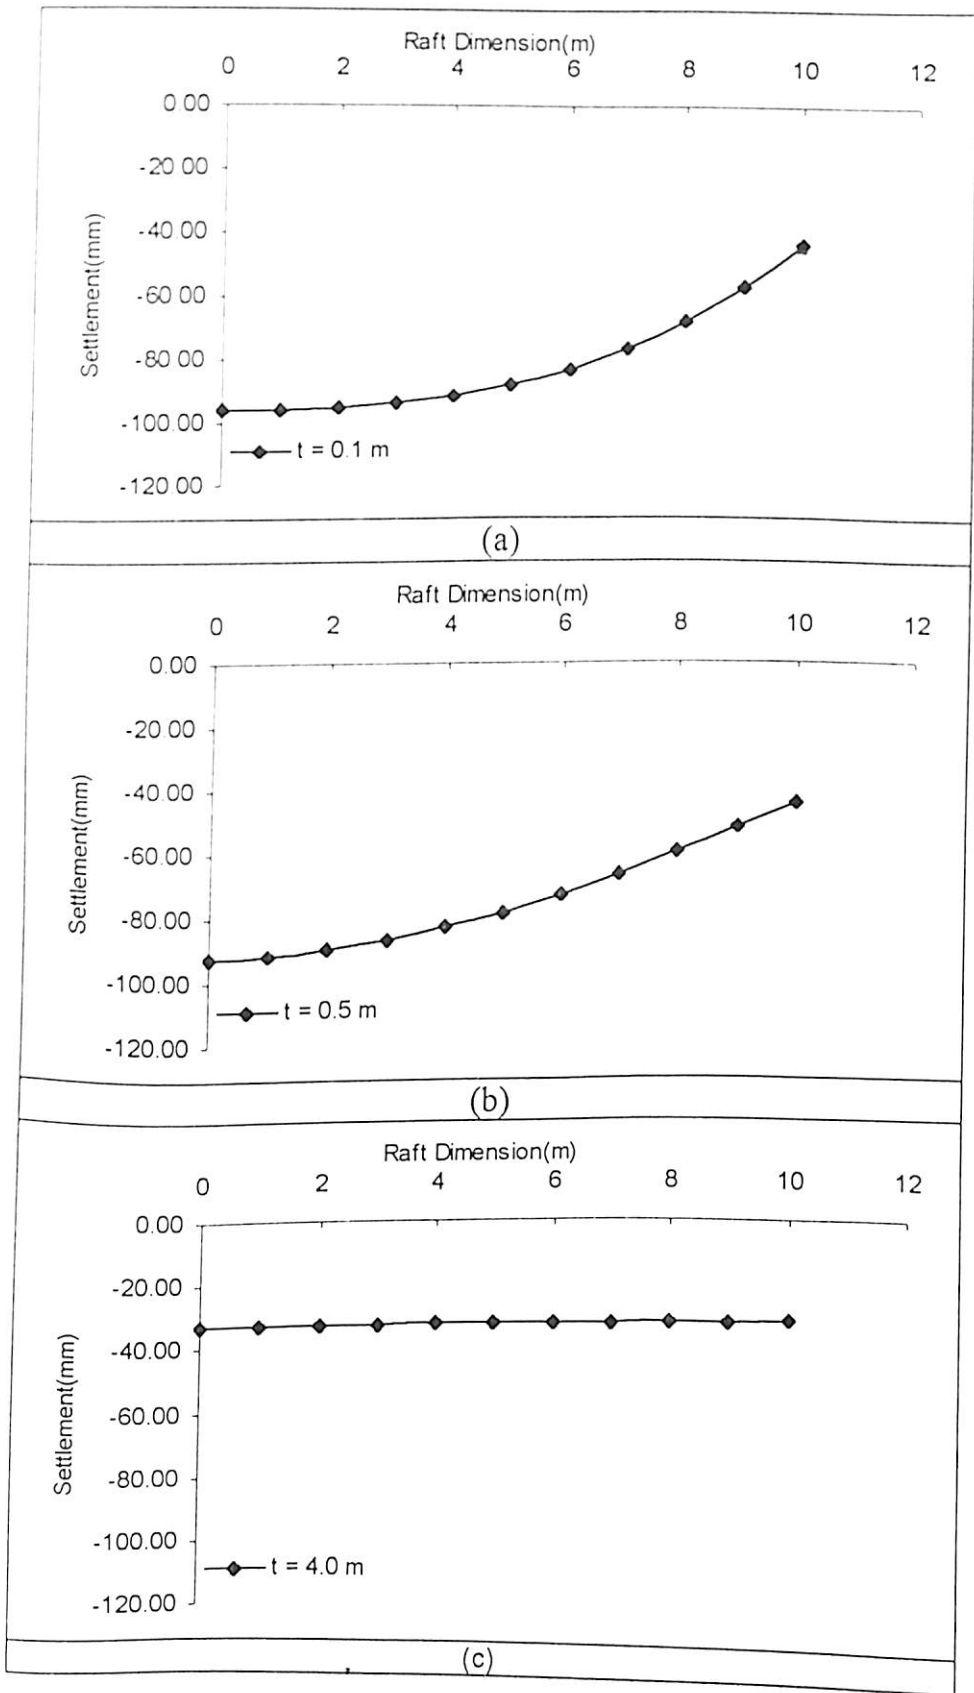 Raft Dimension(m)
0 2 4 6 8 10 12
0.00
-20 00
-40 00
-60 00
-80 00
-100.00
-120 00
Settlement(mm)
t = 0.1 m
(a)
Raft Dimension(m)
0 2 4 6 8 10 12
0.00
-20.00
-40.00
-60.00
-80.00
-100.00
-120.00
Settlement(mm)
t = 0.5 m
(b)
Raft Dimension(m)
0 2 4 6 8 10 12
0.00
-20.00
-40.00
-60.00
-80.00
-100.00
-120.00
Settlement(mm)
t = 4.0 m
(c)